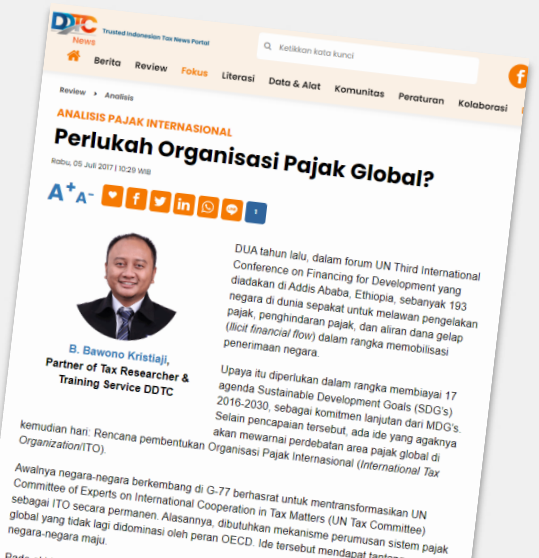 DDTC
News
Trusted Indonesian Tax News Portal
Ketikkan kata kunci
Berita Review Fokus Literasi Data & Alat Komunitas Peraturan Kolaborasi
Review Analisis
ANALISIS PAJAK INTERNASIONAL
Perlukah Organisasi Pajak Global?
Rabu, 05 Juli 2017 | 10:29 WIB
A+ A- 1
B. Bawono Kristiaji,
Partner of Tax Researcher &
Training Service DDTC
DUA tahun lalu, dalam forum UN Third International
Conference on Financing for Development yang
diadakan di Addis Ababa, Ethiopia, sebanyak 193
negara di dunia sepakat untuk melawan pengelakan
pajak, penghindaran pajak, dan aliran dana gelap
(Ilicit financial flow) dalam rangka memobilisasi
penerimaan negara.
Upaya itu diperlukan dalam rangka membiayai 17
agenda Sustainable Development Goals (SDG's)
2016-2030, sebagai komitmen lanjutan dari MDG's.
Selain pencapaian tersebut, ada ide yang agaknya
akan mewarnai perdebatan area pajak global di
kemudian hari: Rencana pembentukan Organisasi Pajak Internasional (International Tax
Organization/ITO).
Awalnya negara-negara berkembang di G-77 berhasrat untuk mentransformasikan UN
Committee of Experts on International Cooperation in Tax Matters (UN Tax Committee)
sebagai ITO secara permanen. Alasannya, dibutuhkan mekanisme perumusan sistem pajak
global yang tidak lagi didominasi oleh peran OECD. Ide tersebut mendapat
negara-negara maju.